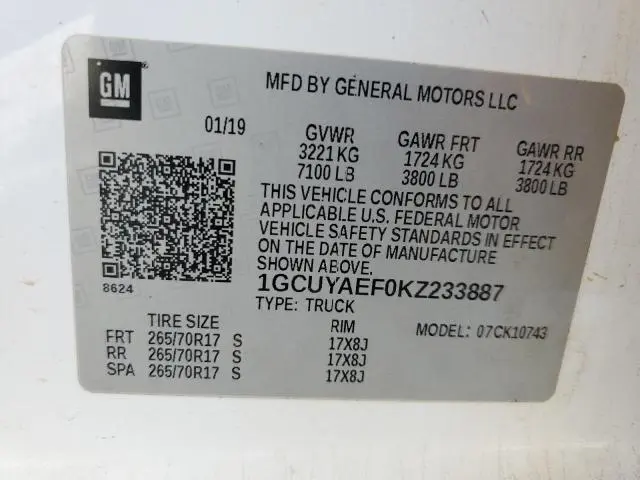 GM
MFD BY GENERAL MOTORS LLC
01/19 GVWR GAWR FRT GAWR RR
3221 KG 1724 KG 1724 KG
7100 LB 3800 LB 3800 LB
THIS VEHICLE CONFORMS TO ALL
APPLICABLE U.S. FEDERAL MOTOR
VEHICLE SAFETY STANDARDS IN EFFECT
ON THE DATE OF MANUFACTURE
SHOWN ABOVE.
8624
1GCUYAEF0KZ233887
TYPE: TRUCK
TIRE SIZE RIM MODEL: 07CK10743
FRT 265/70R17 S 17X8J
RR 265/70R17 S 17X8J
SPA 265/70R17 S 17X8J